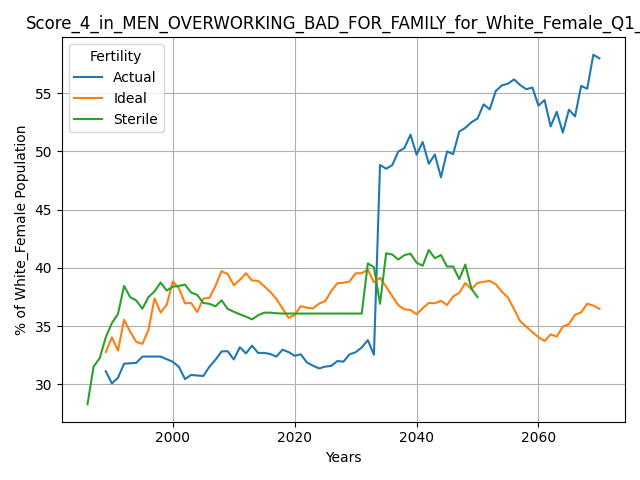 Score_4_in_MEN_OVERWORKING_BAD_FOR_FAMILY_for_White_Female_Q1_
Fertility
Actual
Ideal
Sterile
% of White_Female Population
55
50
45
40
35
30
2000
2020
2040
2060
Years